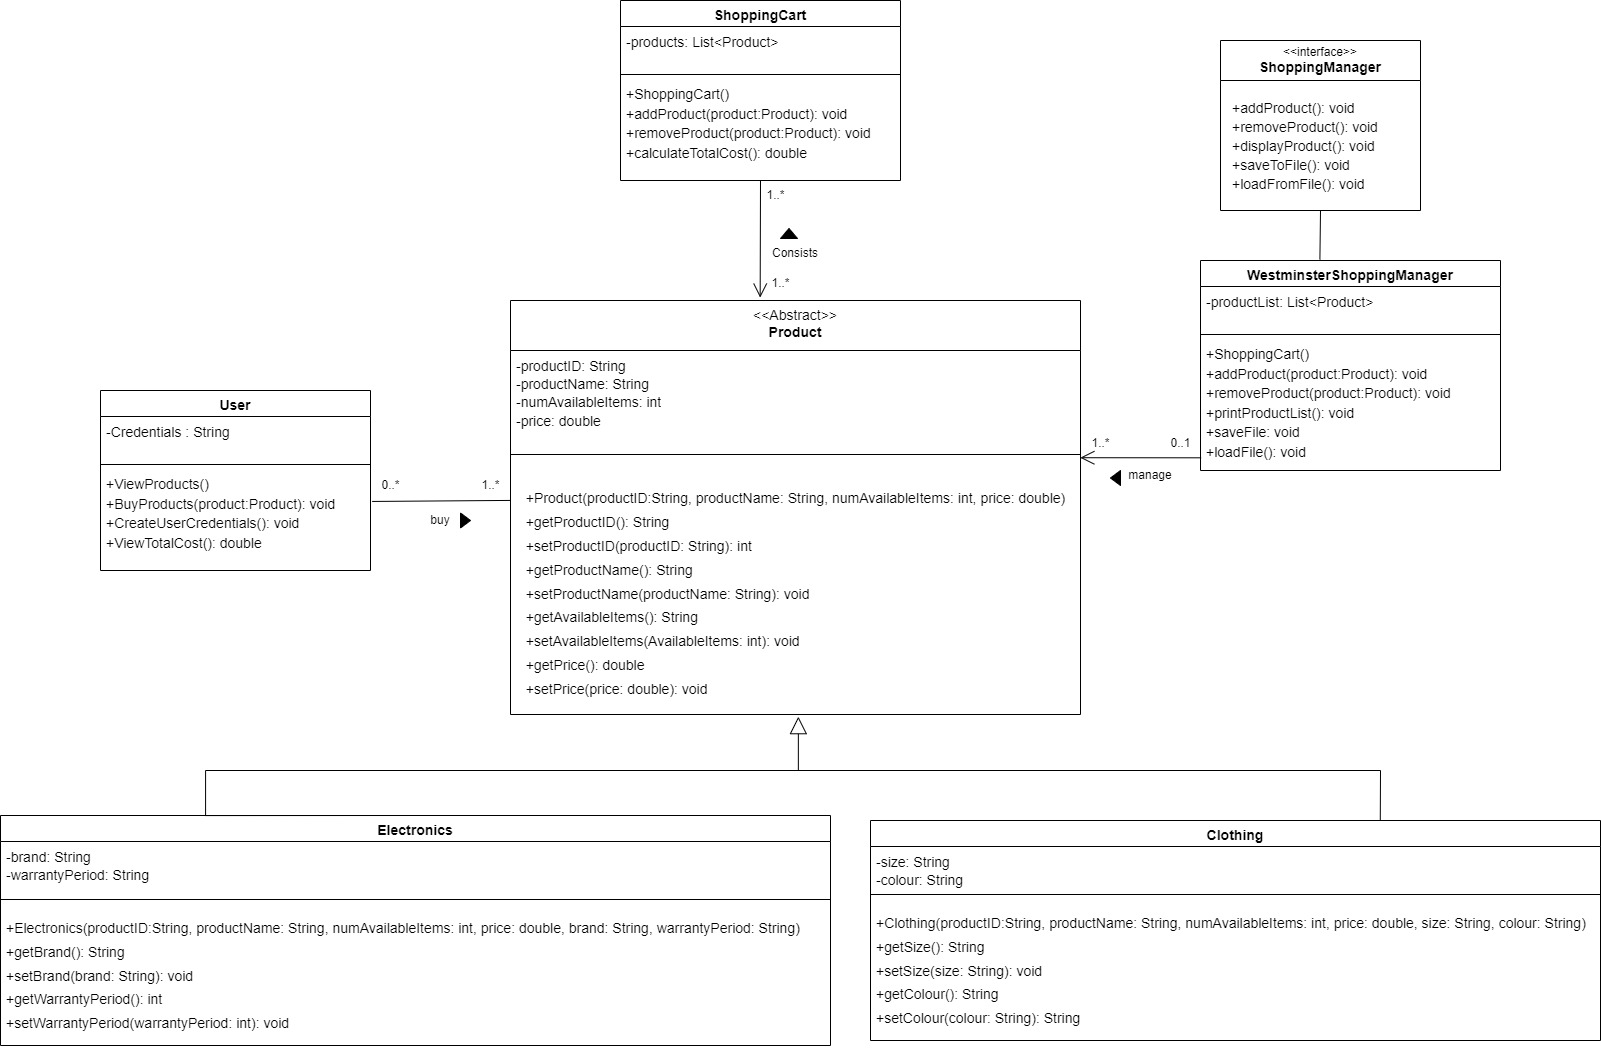 ShoppingCart
-products: List<Product>
+ShoppingCart()
+addProduct(product:Product): void
+removeProduct(product:Product): void
+calculateTotalCost(): double
<<interface>>
ShoppingManager
+addProduct(): void
+removeProduct(): void
+displayProduct(): void
+saveToFile(): void
+loadFromFile(): void
1..*
Consists
1..*
WestminsterShoppingManager
-productList: List<Product>
+ShoppingCart()
+addProduct(product:Product): void
+removeProduct(product:Product): void
+printProductList(): void
+saveFile: void
+loadFile(): void
<<Abstract>>
Product
-productID: String
-productName: String
-numAvailableItems: int
-price: double
+Product(productID:String, productName: String, numAvailableItems: int, price: double)
+getProductID(): String
+setProductID(productID: String): int
+getProductName(): String
+setProductName(productName: String): void
+getAvailableItems(): String
+setAvailableItems(AvailableItems: int): void
+getPrice(): double
+setPrice(price: double): void
1..*
0..1
manage
User
-Credentials : String
+ViewProducts()
+BuyProducts(product:Product): void
+CreateUserCredentials(): void
+ViewTotalCost(): double
0..*
1..*
buy
Electronics
-brand: String
-warrantyPeriod: String
+Electronics(productID:String, productName: String, numAvailableItems: int, price: double, brand: String, warrantyPeriod: String)
+getBrand(): String
+setBrand(brand: String): void
+getWarrantyPeriod(): int
+setWarrantyPeriod(warrantyPeriod: int): void
Clothing
-size: String
-colour: String
+Clothing(productID:String, productName: String, numAvailableItems: int, price: double, size: String, colour: String)
+getSize(): String
+setSize(size: String): void
+getColour(): String
+setColour(colour: String): String